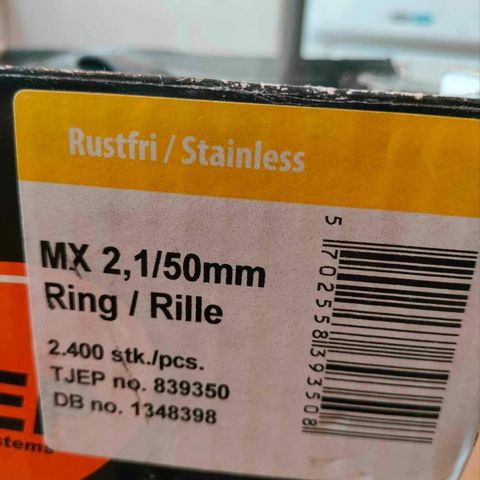 Rustfri / Stainless
MX 2,1/50mm
Ring / Rille
2.400 stk./pcs.
TJEP no. 839350
DB no. 1348398
5 702558 393508